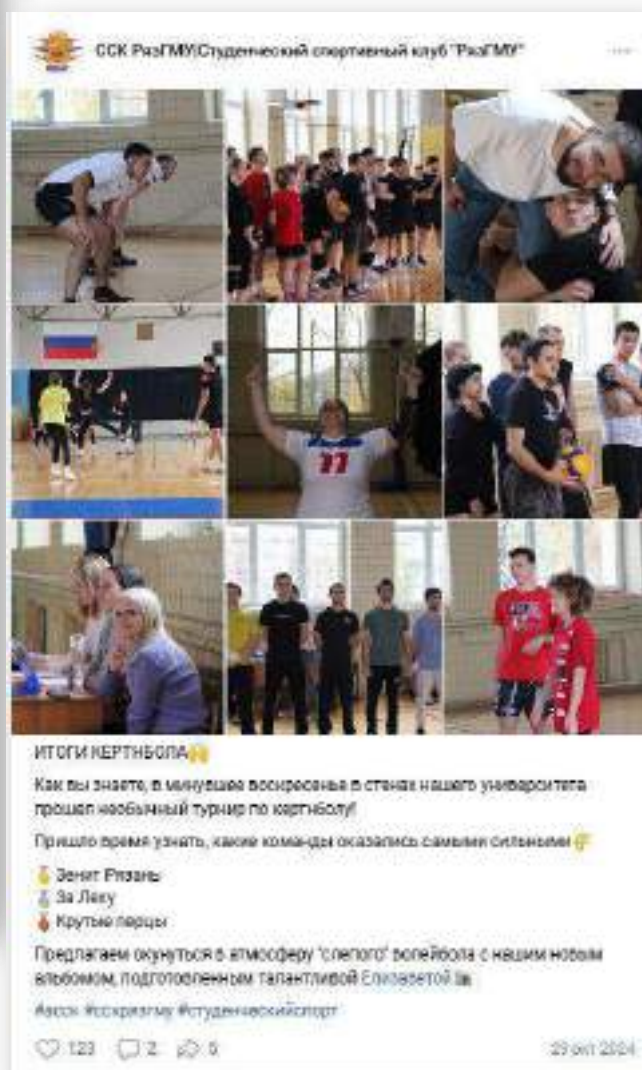 ССК РязГМУ|Студенческий спортивный клуб "РязГМУ"
77
ИТОГИ КЕРТНБОЛА🙌
Как вы знаете, в минувшее воскресенье в стенах нашего университета
прошел необычный турнир по кертнболу!
Пришло время узнать, какие команды оказались самыми сильными
🥇 Зенит Рязань
🥈 За Леху
🥉 Крутые перцы
Предлагаем окунуться в атмосферу "слепого" волейбола с нашим новым
альбомом, подготовленным талантливой Елизаветой
#асск #сскрязгму #студенческийспорт
123 2 5 29 окт 2024